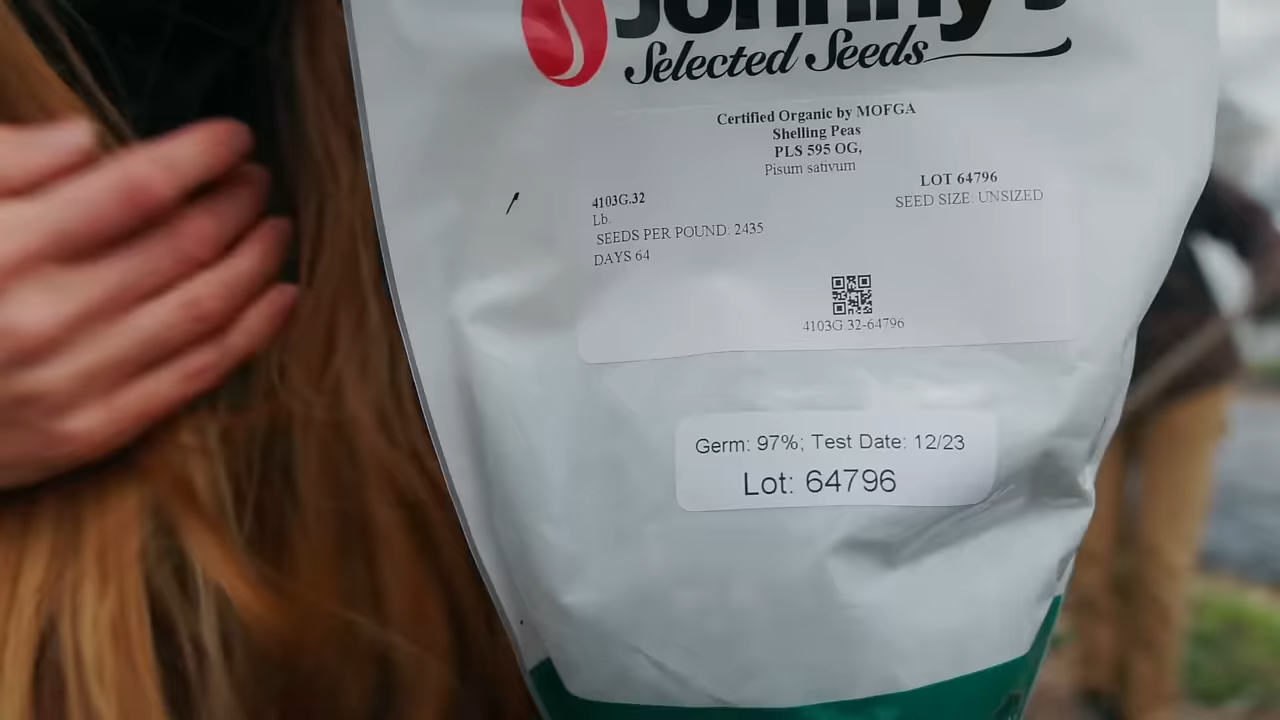 Johnny's
Selected Seeds
Certified Organic by MOFGA
Shelling Peas
PLS 595 OG,
Pisum sativum
4103G.32
LOT 64796
Lb.
SEED SIZE: UNSIZED
SEEDS PER POUND: 2435
DAYS 64
4103G.32-64796
Germ: 97%; Test Date: 12/23
Lot: 64796